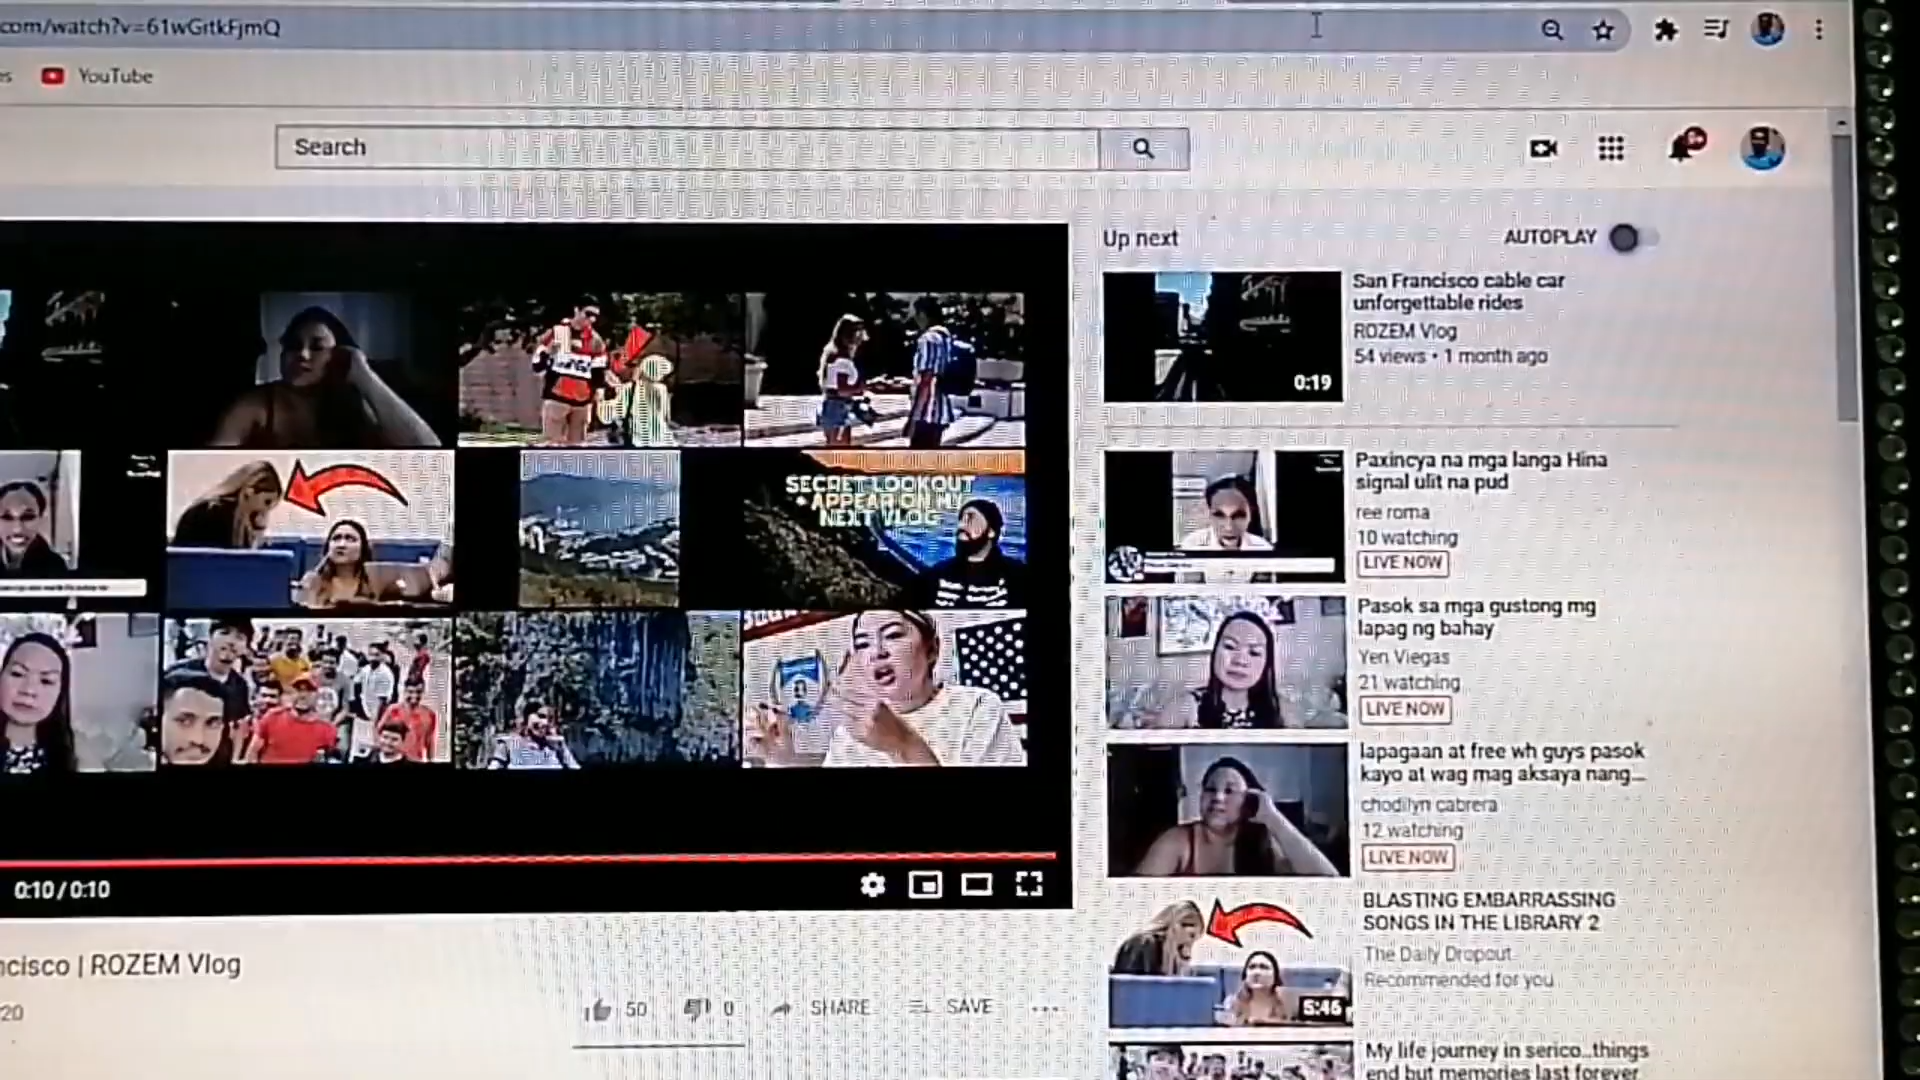 com/watch?v=61wGitkFjmQ
es YouTube
Search
9+
Up next
AUTOPLAY
San Francisco cable car
unforgettable rides
ROZEM Vlog
54 views • 1 month ago
0:19
Paxincya na mga langa Hina
signal ulit na pud
ree roma
10 watching
LIVE NOW
SECRET LOOKOUT
+ APPEAR ON MY
NEXT VLOG
Pasok sa mga gustong mg
lapag ng bahay
Yen Viegas
21 watching
LIVE NOW
lapagaan at free wh guys pasok
kayo at wag mag aksaya nang...
chodilyn cabrera
12 watching
LIVE NOW
0:10 / 0:10
BLASTING EMBARRASSING
SONGS IN THE LIBRARY 2
The Daily Dropout
Recommended for you
5:46
ncisco | ROZEM Vlog
20
50
0
SHARE
SAVE
My life journey in serico...things
end but memories last forever